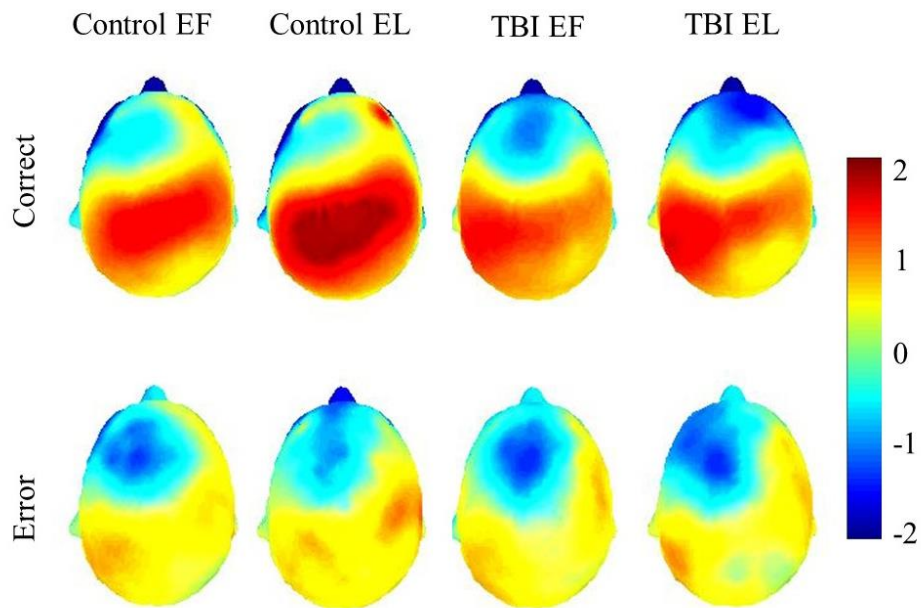 Control EF Control EL TBI EF TBI EL
Correct
Error
2
1
0
-1
-2